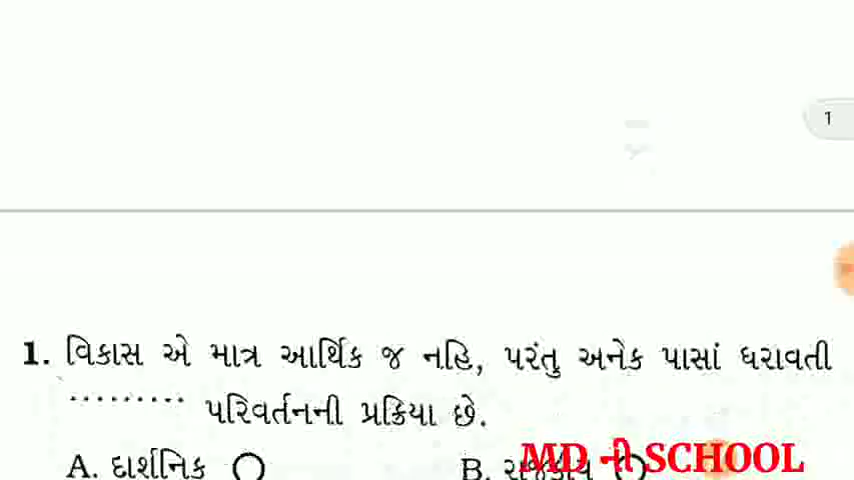 1
1. વિકાસ એ માત્ર આર્થિક જ નહિ, પરંતુ અનેક પાસાં ધરાવતી
......... પરિવર્તનની પ્રક્રિયા છે.
A. દાર્શનિક B.
MD ની SCHOOL